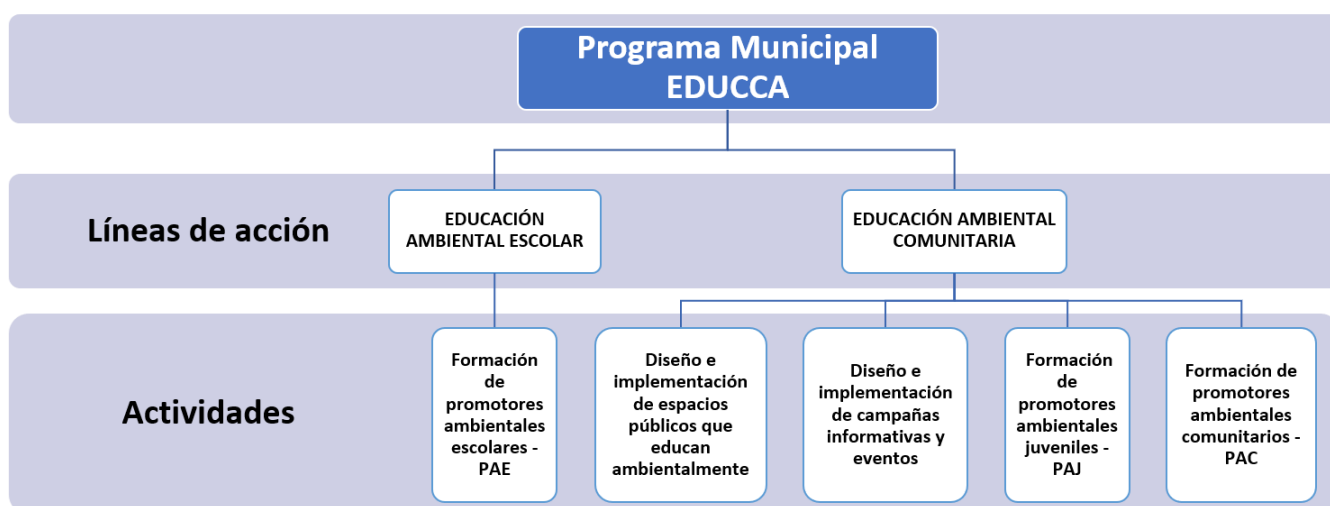 Programa Municipal
EDUCCA
Líneas de acción
EDUCACIÓN
AMBIENTAL ESCOLAR
EDUCACIÓN AMBIENTAL
COMUNITARIA
Actividades
Formación
de
promotores
ambientales
escolares -
PAE
Diseño e
implementación
de espacios
públicos que
educan
ambientalmente
Diseño e
implementación
de campañas
informativas y
eventos
Formación
de
promotores
ambientales
juveniles -
PAJ
Formación de
promotores
ambientales
comunitarios -
PAC